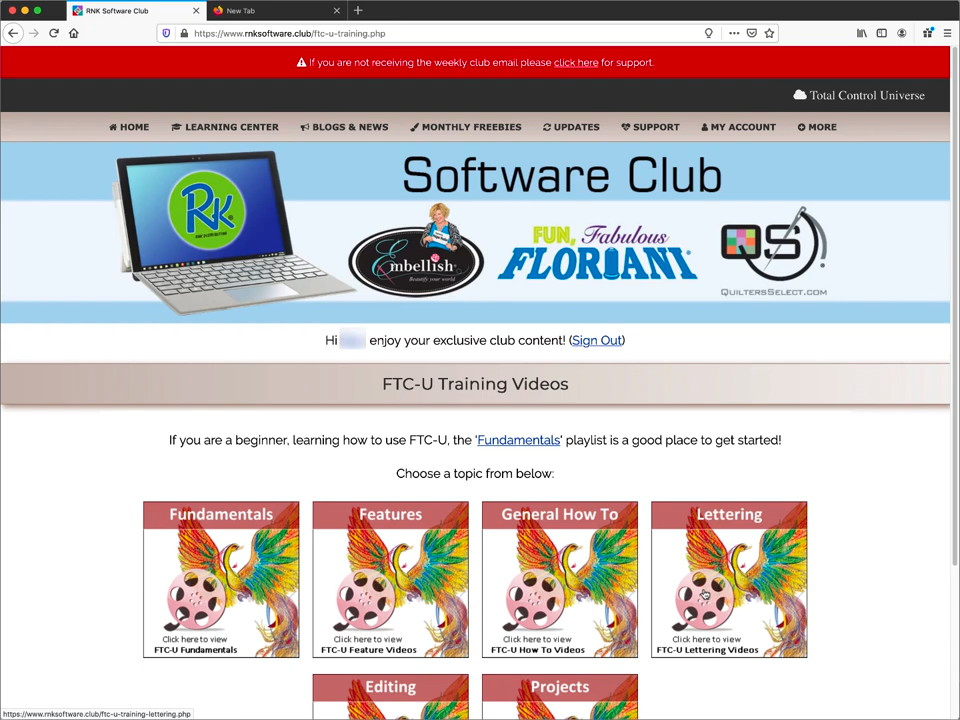 RNK Software Club
New Tab
https://www.rnksoftware.club/ftc-u-training.php
If you are not receiving the weekly club email please click here for support.
Total Control Universe
HOME LEARNING CENTER BLOGS & NEWS MONTHLY FREEBIES UPDATES SUPPORT MY ACCOUNT MORE
Software Club
RK
RNK DISTRIBUTING
Embellish
Beautify your world
FUN, Fabulous
FLORIANI
QS
QUILTERSSELECT.COM
Hi enjoy your exclusive club content! (Sign Out)
FTC-U Training Videos
If you are a beginner, learning how to use FTC-U, the 'Fundamentals' playlist is a good place to get started!
Choose a topic from below:
Fundamentals
Click here to view
FTC-U Fundamentals
Features
Click here to view
FTC-U Feature Videos
General How To
Click here to view
FTC-U How To Videos
Lettering
Click here to view
FTC-U Lettering Videos
Editing
Projects
https://www.rnksoftware.club/ftc-u-training-lettering.php